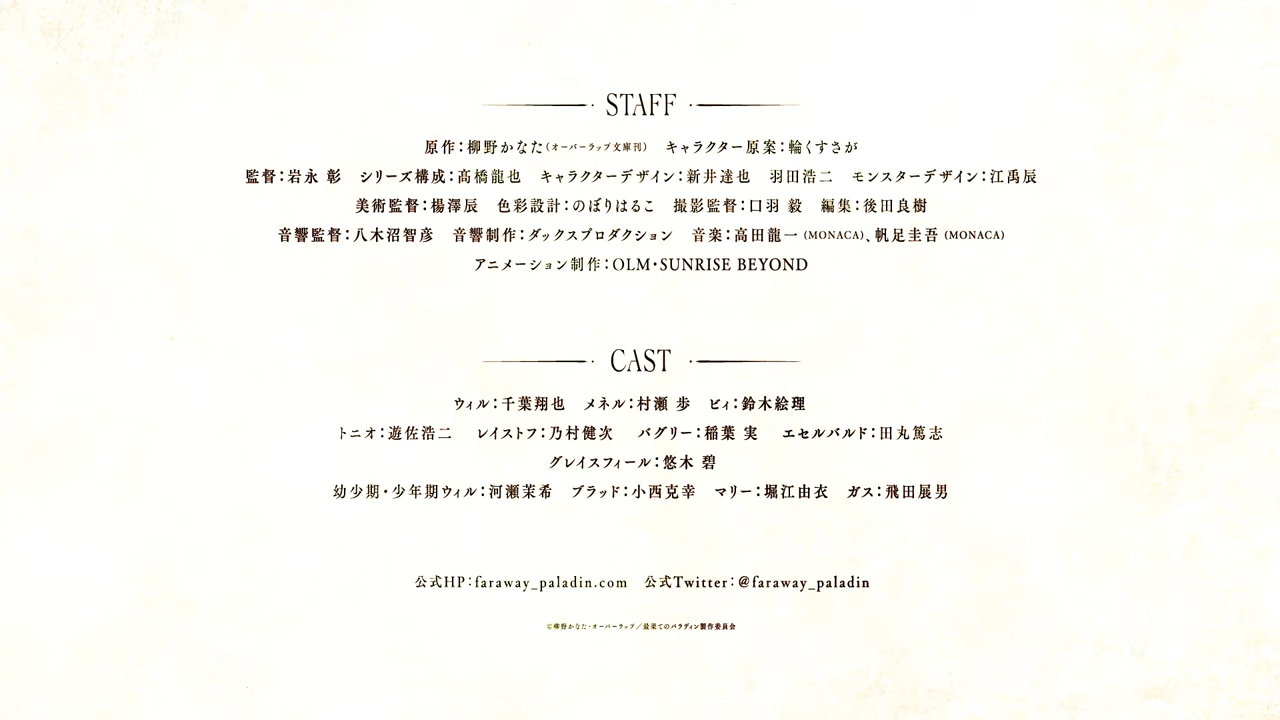 STAFF
原作：柳野かなた（オーバーラップ文庫刊）　キャラクター原案：輪くすさが
監督：岩永 彰　シリーズ構成：髙橋龍也　キャラクターデザイン：新井達也　羽田浩二　モンスターデザイン：江禹辰
美術監督：楊澤辰　色彩設計：のぼりはるこ　撮影監督：口羽 毅　編集：後田良樹
音響監督：八木沼智彦　音響制作：ダックスプロダクション　音楽：高田龍一（MONACA）、帆足圭吾（MONACA）
アニメーション制作：OLM・SUNRISE BEYOND
CAST
ウィル：千葉翔也　メネル：村瀬 歩　ビィ：鈴木絵理
トニオ：遊佐浩二　レイストフ：乃村健次　バグリー：稲葉 実　エセルバルド：田丸篤志
グレイスフィール：悠木 碧
幼少期・少年期ウィル：河瀬茉希　ブラッド：小西克幸　マリー：堀江由衣　ガス：飛田展男
公式HP：faraway_paladin.com　公式Twitter：@faraway_paladin
©柳野かなた・オーバーラップ／最果てのパラディン製作委員会